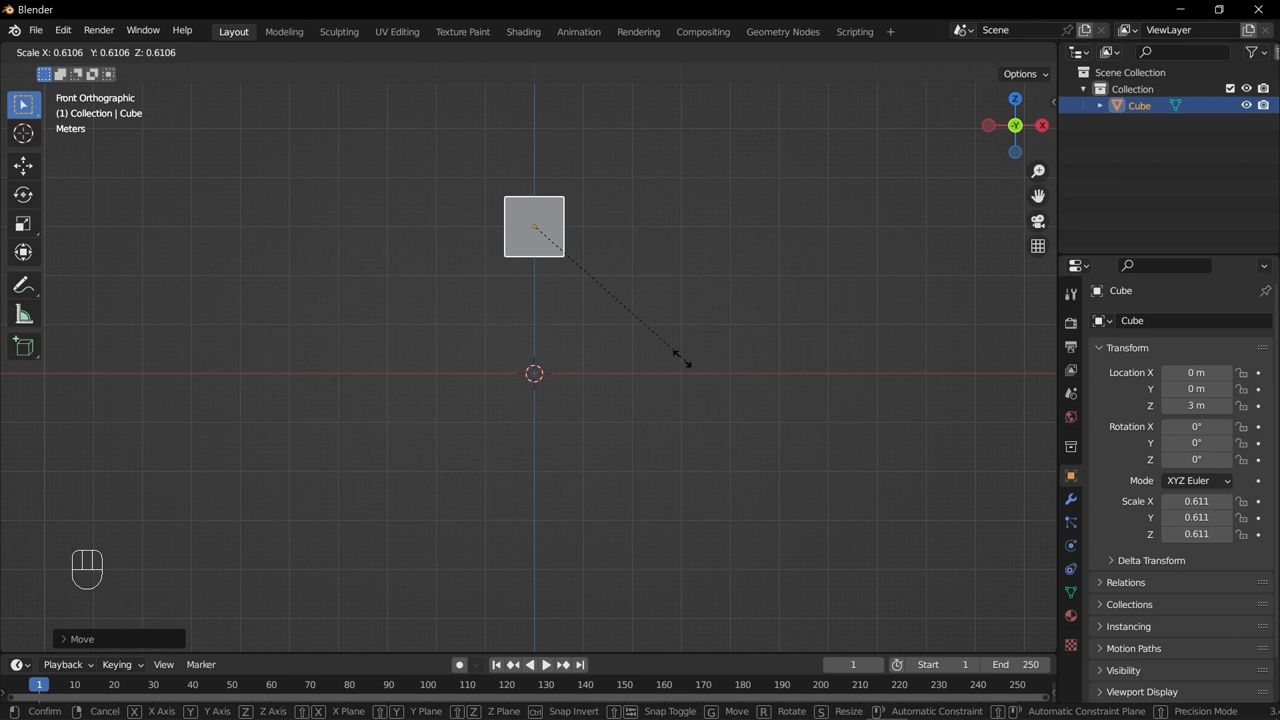 Blender
File Edit Render Window Help
Layout Modeling Sculpting UV Editing Texture Paint Shading Animation Rendering Compositing Geometry Nodes Scripting +
Scene
ViewLayer
Scale X: 0.6106 Y: 0.6106 Z: 0.6106
Options
Front Orthographic
(1) Collection | Cube
Meters
Z
-Y
X
Scene Collection
Collection
Cube
Cube
Cube
Transform
Location X 0 m
Y 0 m
Z 3 m
Rotation X 0°
Y 0°
Z 0°
Mode XYZ Euler
Scale X 0.611
Y 0.611
Z 0.611
Delta Transform
Relations
Collections
Instancing
Motion Paths
Visibility
Viewport Display
Move
Playback Keying View Marker
1 Start 1 End 250
1 10 20 30 40 50 60 70 80 90 100 110 120 130 140 150 160 170 180 190 200 210 220 230 240 250
Confirm Cancel X X Axis Y Y Axis Z Z Axis X X Plane Y Y Plane Z Z Plane Ctrl Snap Invert Snap Toggle G Move R Rotate S Resize Automatic Constraint Automatic Constraint Plane Precision Mode 3.